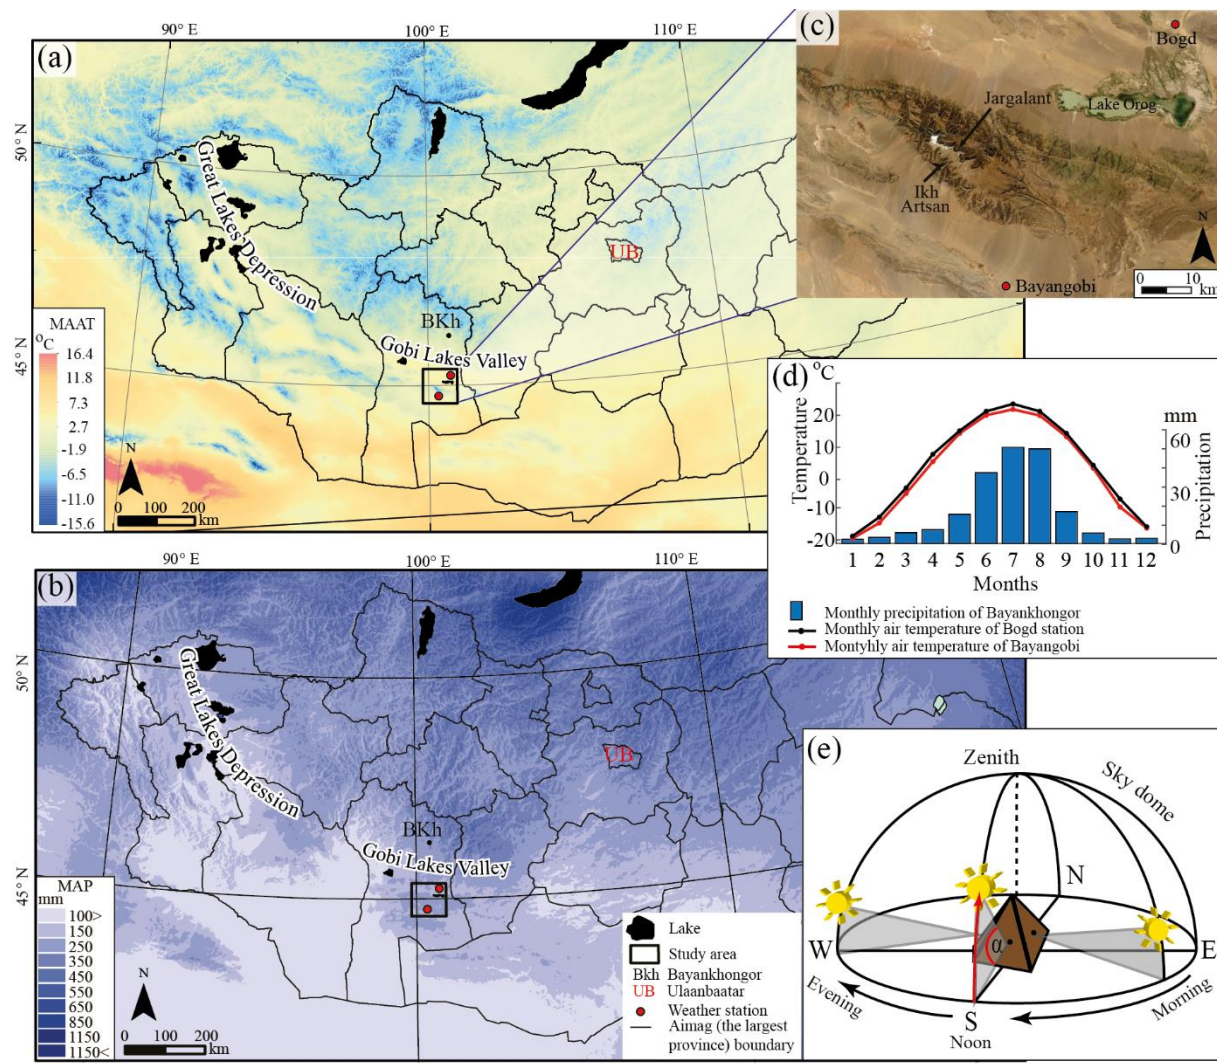 (a)
90° E
100° E
110° E
50° N
45° N
Great Lakes Depression
UB
BKh
Gobi Lakes Valley
MAAT
°C
16.4
11.8
7.3
2.7
-1.9
-6.5
-11.0
-15.6
N
0 100 200
km
(b)
90° E
100° E
110° E
50° N
45° N
Great Lakes Depression
UB
BKh
Gobi Lakes Valley
MAP
mm
100>
150
250
350
450
550
650
850
1150
1150<
N
0 100 200
km
Lake
Study area
Bkh Bayankhongor
UB Ulaanbaatar
Weather station
Aimag (the largest
province) boundary
(c)
Bogd
Jargalant
Lake Orog
Ikh
Artsan
Bayangobi
N
0 10
km
(d)
°C
Temperature
20
10
0
-10
-20
mm
60
30
0
Precipitation
1 2 3 4 5 6 7 8 9 10 11 12
Months
Monthly precipitation of Bayankhongor
Monthly air temperature of Bogd station
Montyhly air temperature of Bayangobi
(e)
Zenith
Sky dome
N
W
E
α
Evening
Morning
S
Noon